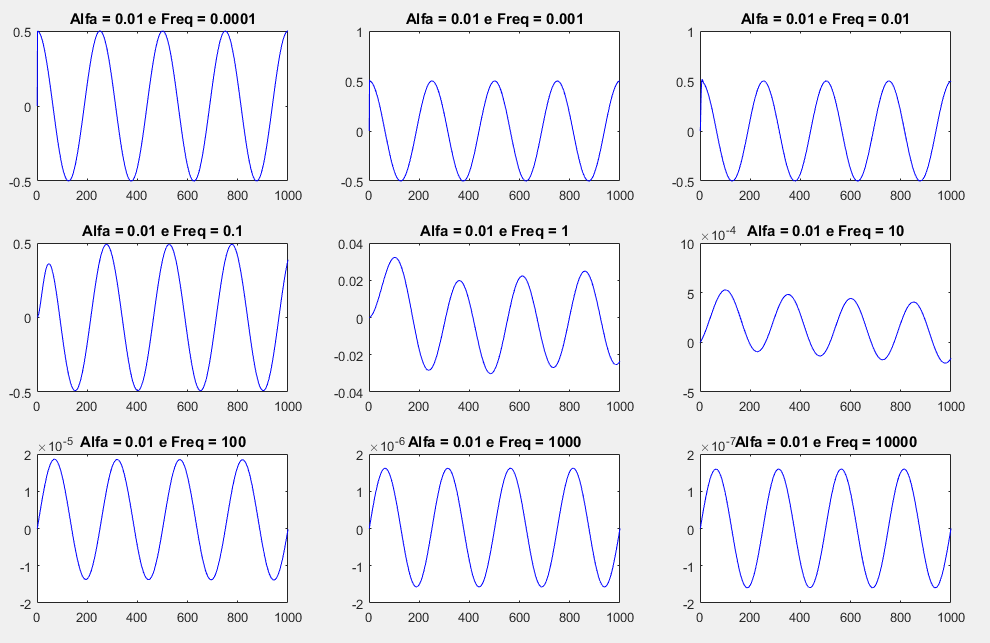 Alfa = 0.01 e Freq = 0.0001
0.5
0
-0.5
0 200 400 600 800 1000
Alfa = 0.01 e Freq = 0.001
1
0.5
0
-0.5
0 200 400 600 800 1000
Alfa = 0.01 e Freq = 0.01
1
0.5
0
-0.5
0 200 400 600 800 1000
Alfa = 0.01 e Freq = 0.1
0.5
0
-0.5
0 200 400 600 800 1000
Alfa = 0.01 e Freq = 1
0.04
0.02
0
-0.02
-0.04
0 200 400 600 800 1000
×10⁻⁴ Alfa = 0.01 e Freq = 10
10
5
0
-5
0 200 400 600 800 1000
×10⁻⁵ Alfa = 0.01 e Freq = 100
2
1
0
-1
-2
0 200 400 600 800 1000
×10⁻⁶ Alfa = 0.01 e Freq = 1000
2
1
0
-1
-2
0 200 400 600 800 1000
×10⁻⁷ Alfa = 0.01 e Freq = 10000
2
1
0
-1
-2
0 200 400 600 800 1000